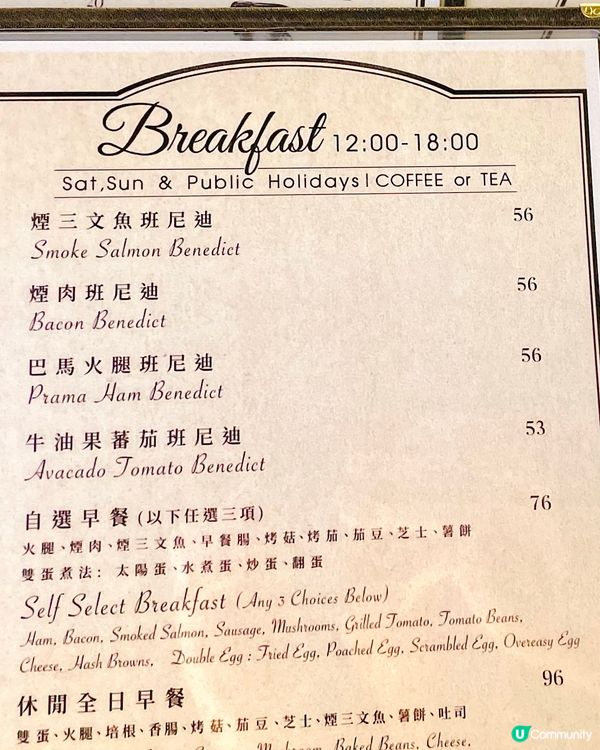 Breakfast 12:00-18:00
Sat,Sun & Public Holidays | COFFEE or TEA
煙三文魚班尼迪 56
Smoke Salmon Benedict
煙肉班尼迪 56
Bacon Benedict
巴馬火腿班尼迪 56
Prama Ham Benedict
牛油果蕃茄班尼迪 53
Avacado Tomato Benedict
自選早餐 (以下任選三項) 76
火腿、煙肉、煙三文魚、早餐腸、烤菇、烤茄、茄豆、芝士、薯餅
雙蛋煮法: 太陽蛋、水煮蛋、炒蛋、翻蛋
Self Select Breakfast (Any 3 Choices Below)
Ham, Bacon, Smoked Salmon, Sausage, Mushrooms, Grilled Tomato, Tomato Beans,
Cheese, Hash Browns, Double Egg : Fried Egg, Poached Egg, Scrambled Egg, Overeasy Egg
休閒全日早餐 96
雙蛋、火腿、培根、香腸、烤菇、茄豆、芝士、煙三文魚、薯餅、吐司
Mushroom, Baked Beans, Cheese,
U Community